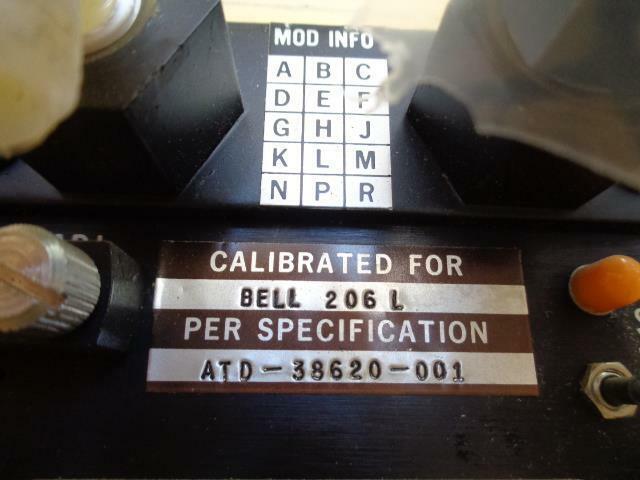 MOD INFO
A B C
D E F
G H J
K L M
N P R
CALIBRATED FOR
BELL 206 L
PER SPECIFICATION
ATD-38620-001